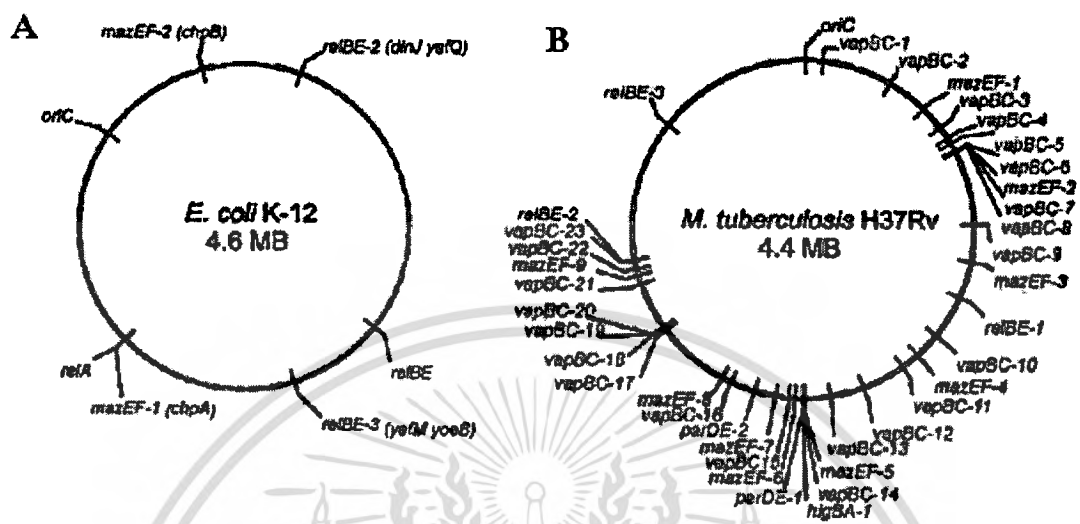 A
mazEF-2 (chpB)
relBE-2 (dinJ yafQ)
oriC
E. coli K-12
4.6 MB
relA
mazEF-1 (chpA)
relBE
relBE-3 (yefM yoeB)
B
oriC
vapBC-1
vapBC-2
mazEF-1
vapBC-3
vapBC-4
vapBC-5
vapBC-6
mazEF-2
vapBC-7
vapBC-8
vapBC-9
mazEF-3
relBE-1
vapBC-10
mazEF-4
vapBC-11
vapBC-12
vapBC-13
mazEF-5
vapBC-14
higBA-1
parDE-1
mazEF-6
vapBC-15
mazEF-7
parDE-2
vapBC-16
mazEF-8
vapBC-17
vapBC-18
vapBC-19
vapBC-20
vapBC-21
mazEF-9
vapBC-22
vapBC-23
relBE-2
relBE-3
M. tuberculosis H37Rv
4.4 MB